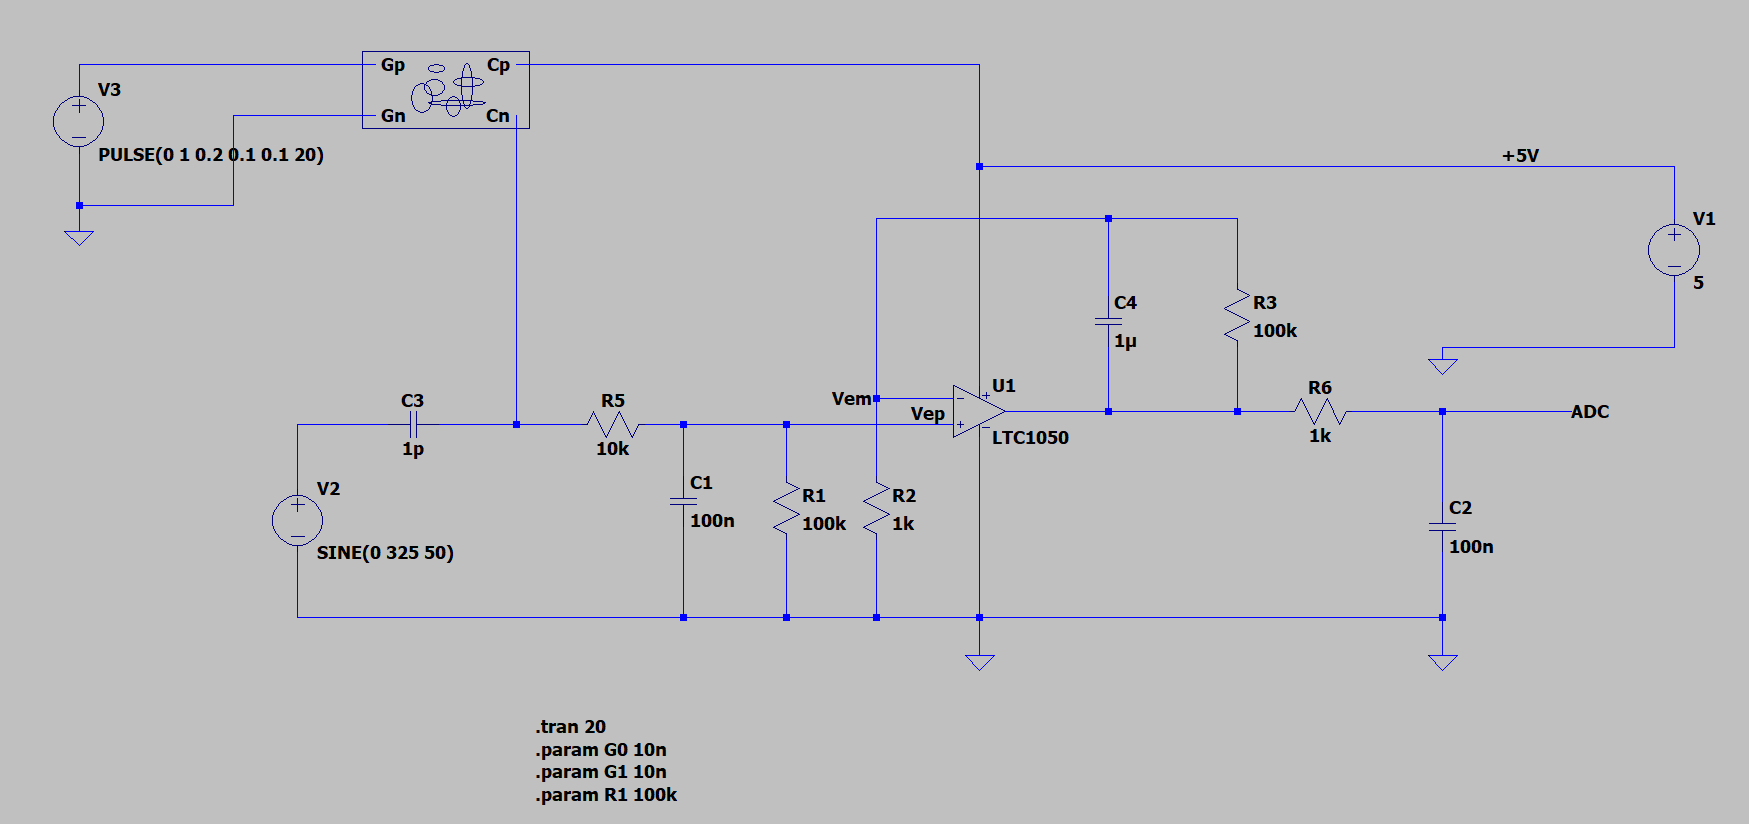 Gp
Cp
V3
Gn
Cn
PULSE(0 1 0.2 0.1 0.1 20)
+5V
V1
5
C4
1µ
R3
100k
U1
Vem
Vep
LTC1050
R6
1k
ADC
C3
1p
R5
10k
V2
SINE(0 325 50)
C1
100n
R1
100k
R2
1k
C2
100n
.tran 20
.param G0 10n
.param G1 10n
.param R1 100k